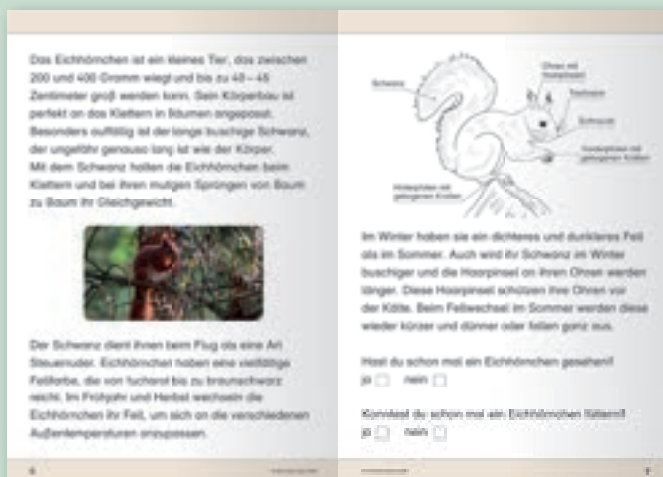 Das Eichhörnchen ist ein kleines Tier, das zwischen
200 und 400 Gramm wiegt und bis zu 40 – 45
Zentimeter groß werden kann. Sein Körperbau ist
perfekt an das Klettern in Bäumen angepasst.
Besonders auffällig ist der lange buschige Schwanz,
der ungefähr genauso lang ist wie der Körper.
Mit dem Schwanz halten die Eichhörnchen beim
Klettern und bei ihren mutigen Sprüngen von Baum
zu Baum ihr Gleichgewicht.
Der Schwanz dient ihnen beim Flug als eine Art
Steuerruder. Eichhörnchen haben eine vielfältige
Fellfarbe, die von fuchsrot bis zu braunschwarz
reicht. Im Frühjahr und Herbst wechseln die
Eichhörnchen ihr Fell, um sich an die verschiedenen
Außentemperaturen anzupassen.
Schwanz
Ohren mit
Haarpinseln
Tasthaare
Schnauze
Vorderpfoten mit
gebogenen Krallen
Hinterpfoten mit
gebogenen Krallen
Im Winter haben sie ein dichteres und dunkleres Fell
als im Sommer. Auch wird ihr Schwanz im Winter
buschiger und die Haarpinsel an ihren Ohren werden
länger. Diese Haarpinsel schützen ihre Ohren vor
der Kälte. Beim Fellwechsel im Sommer werden diese
wieder kürzer und dünner oder fallen ganz aus.
Hast du schon mal ein Eichhörnchen gesehen?
ja nein
Konntest du schon mal ein Eichhörnchen füttern?
ja nein